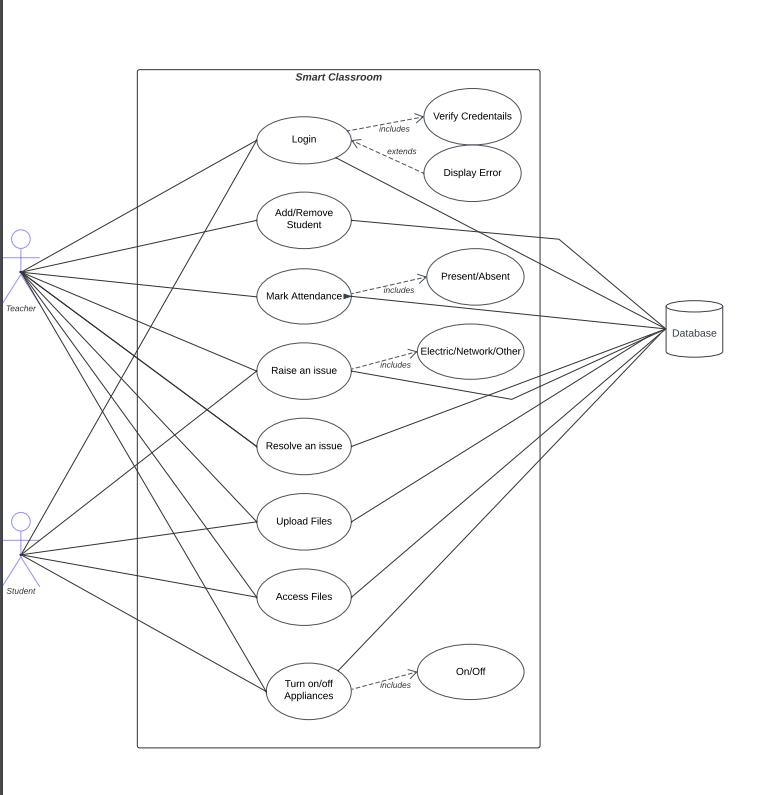 Smart Classroom
Verify Credentails
Login
includes
extends
Display Error
Add/Remove
Student
Mark Attendance
includes
Present/Absent
Teacher
Database
Raise an issue
includes
Electric/Network/Other
Resolve an issue
Upload Files
Student
Access Files
Turn on/off
Appliances
includes
On/Off